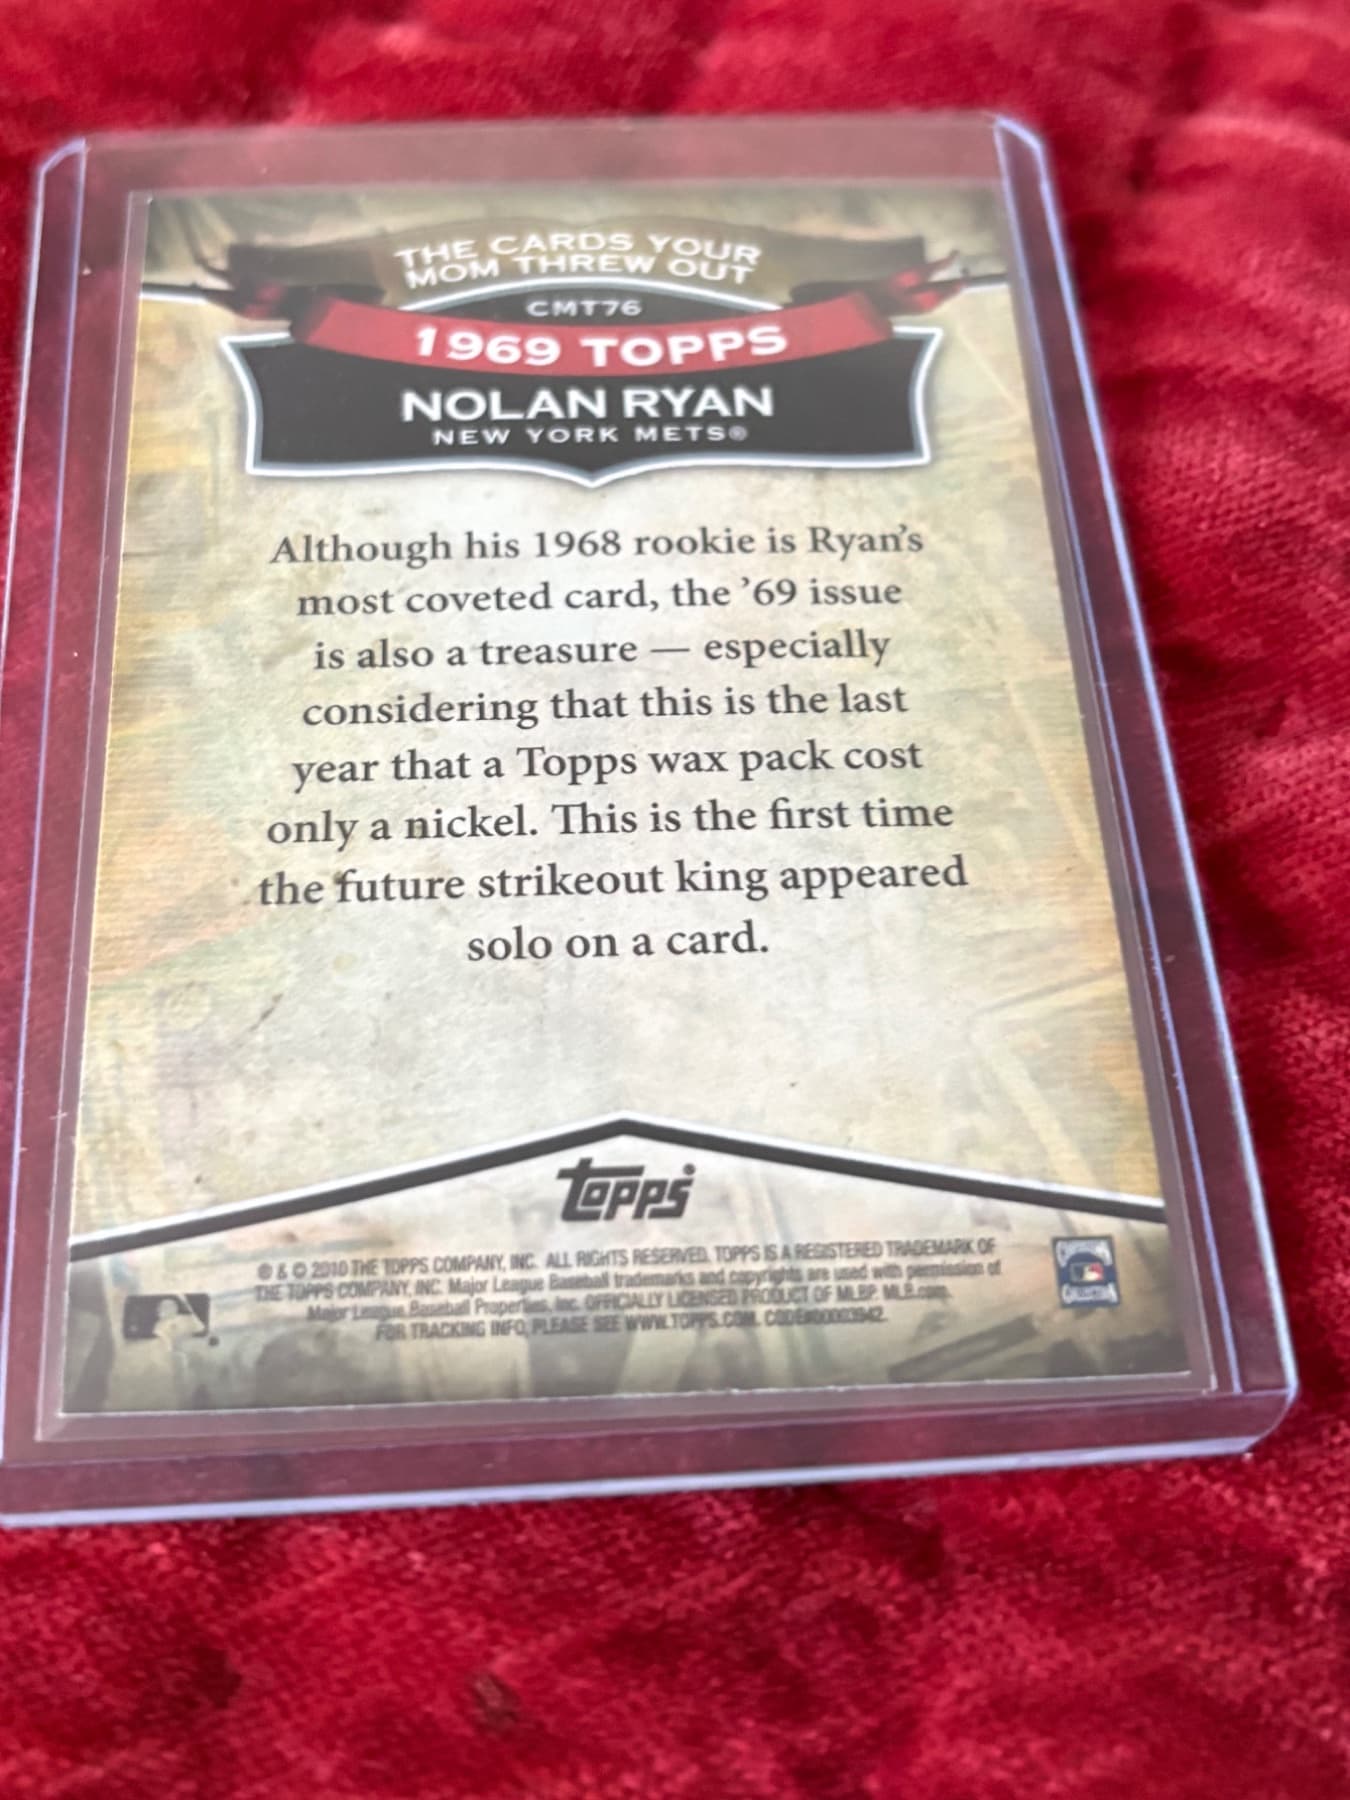 THE CARDS YOUR
MOM THREW OUT
CMT76
1969 TOPPS
NOLAN RYAN
NEW YORK METS®
Although his 1968 rookie is Ryan's
most coveted card, the '69 issue
is also a treasure — especially
considering that this is the last
year that a Topps wax pack cost
only a nickel. This is the first time
the future strikeout king appeared
solo on a card.
topps
® & © 2010 THE TOPPS COMPANY, INC. ALL RIGHTS RESERVED. TOPPS IS A REGISTERED TRADEMARK OF
THE TOPPS COMPANY, INC. Major League Baseball trademarks and copyrights are used with permission of
Major League Baseball Properties, Inc. OFFICIALLY LICENSED PRODUCT OF MLBP. MLB.com.
FOR TRACKING INFO, PLEASE SEE WWW.TOPPS.COM.